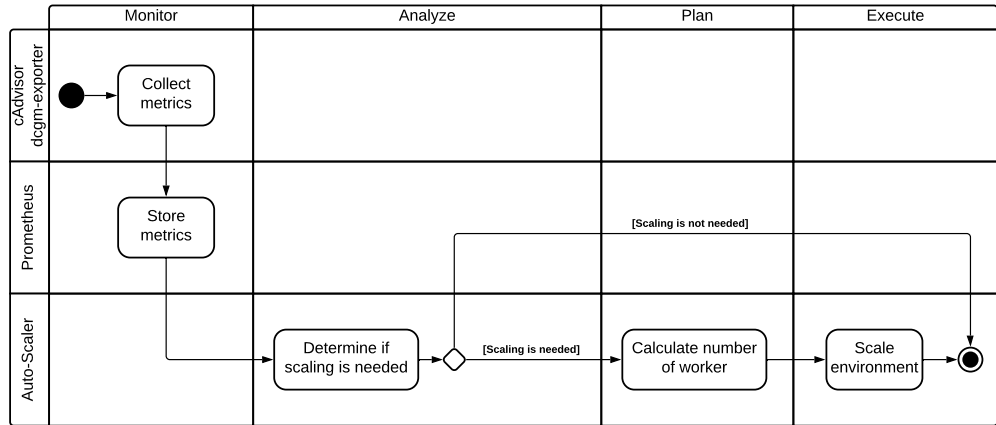 Monitor
Analyze
Plan
Execute
cAdvisor
dcgm-exporter
Collect
metrics
Prometheus
Store
metrics
[Scaling is not needed]
Auto-Scaler
Determine if
scaling is needed
[Scaling is needed]
Calculate number
of worker
Scale
environment